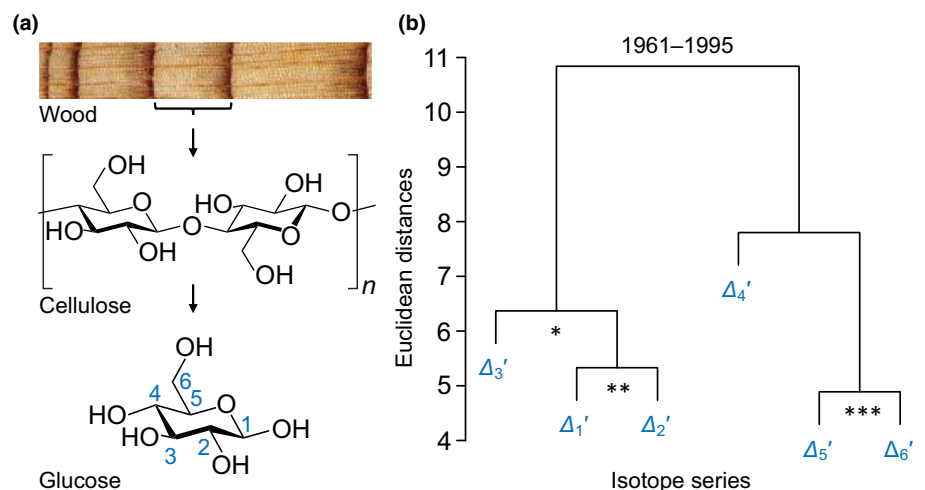 (a)
Wood
OH
OH
O
HO
O
O
HO
OH
O
OH
n
Cellulose
OH
6
4
5
O
HO
1
OH
HO
2
3
OH
Glucose
(b)
1961–1995
11
10
9
8
7
6
5
4
Euclidean distances
Δ₄′
*
Δ₃′
**
***
Δ₁′ Δ₂′
Δ₅′ Δ₆′
Isotope series